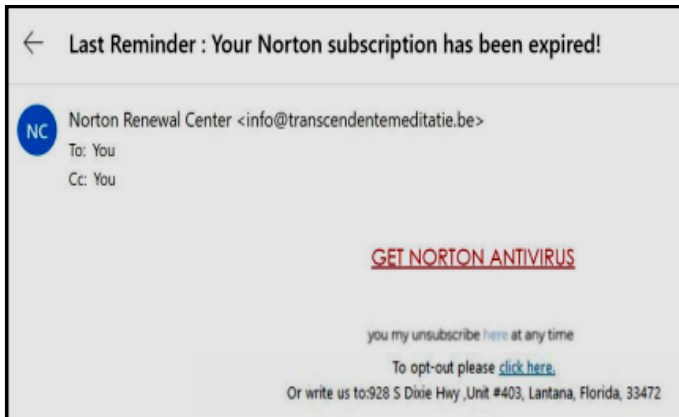 Last Reminder : Your Norton subscription has been expired!
NC
Norton Renewal Center <info@transcendentemeditatie.be>
To: You
Cc: You
GET NORTON ANTIVIRUS
you my unsubscribe here at any time
To opt-out please click here.
Or write us to:928 S Dixie Hwy ,Unit #403, Lantana, Florida, 33472